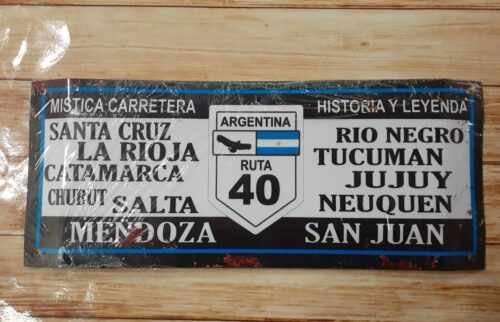 MISTICA CARRETERA
HISTORIA Y LEYENDA
SANTA CRUZ
LA RIOJA
CATAMARCA
CHUBUT
SALTA
MENDOZA
ARGENTINA
RUTA
40
RIO NEGRO
TUCUMAN
JUJUY
NEUQUEN
SAN JUAN